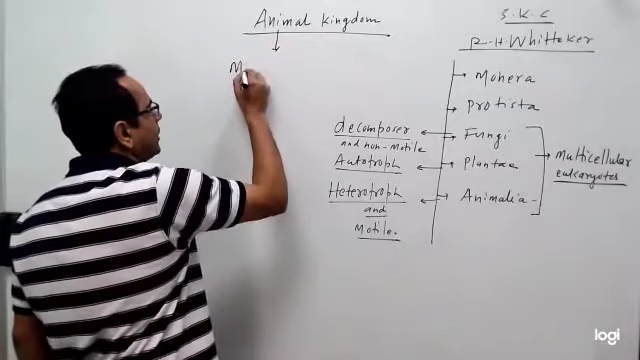 Animal kingdom
M
S.K.C
R.H.Whittaker
Monera
Protista
decomposer
and non-motile
Fungi
Autotroph
Plantae
Heterotroph
and
Motile.
Animalia
Multicellular
eukaryotes
logi